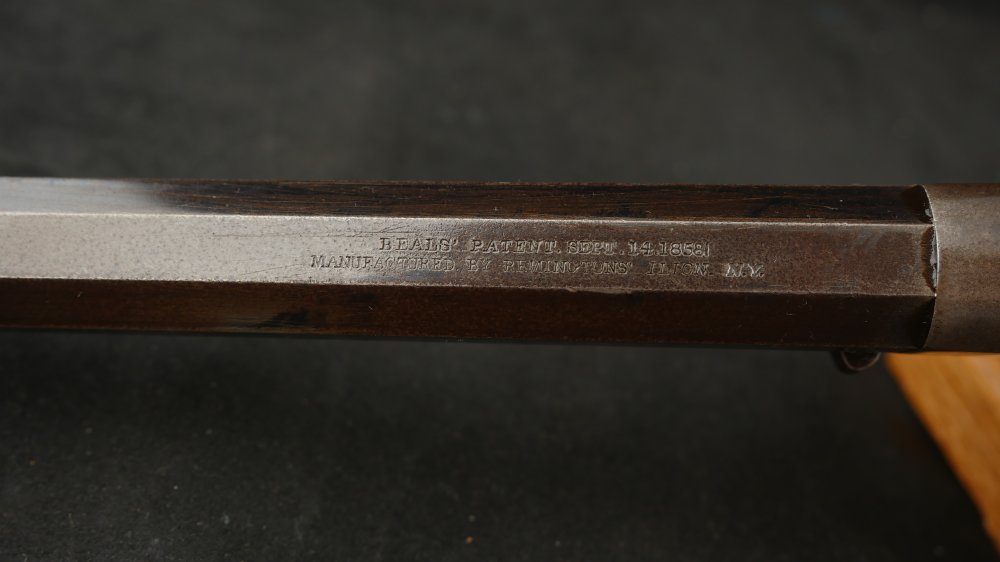 BEALS' PATENT. SEPT. 14. 1858
MANUFACTURED. BY REMINGTONS' ILION. N.Y.